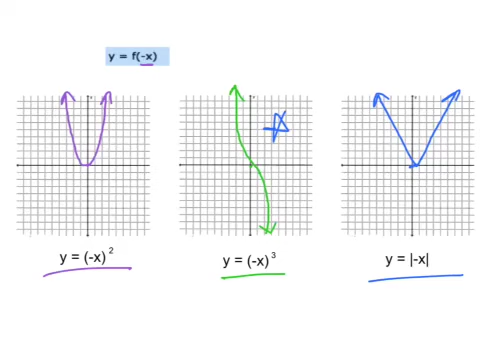 y = f(-x)
y = (-x)²
y = (-x)³
y = |-x|